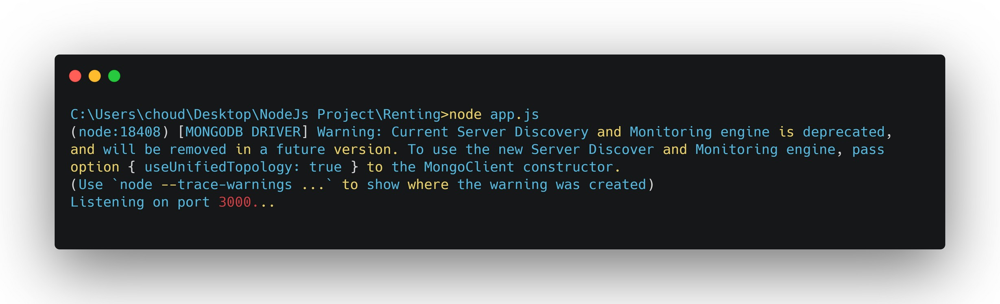 C:\Users\choud\Desktop\NodeJs Project\Renting>node app.js
(node:18408) [MONGODB DRIVER] Warning: Current Server Discovery and Monitoring engine is deprecated,
and will be removed in a future version. To use the new Server Discover and Monitoring engine, pass
option { useUnifiedTopology: true } to the MongoClient constructor.
(Use `node --trace-warnings ...` to show where the warning was created)
Listening on port 3000...